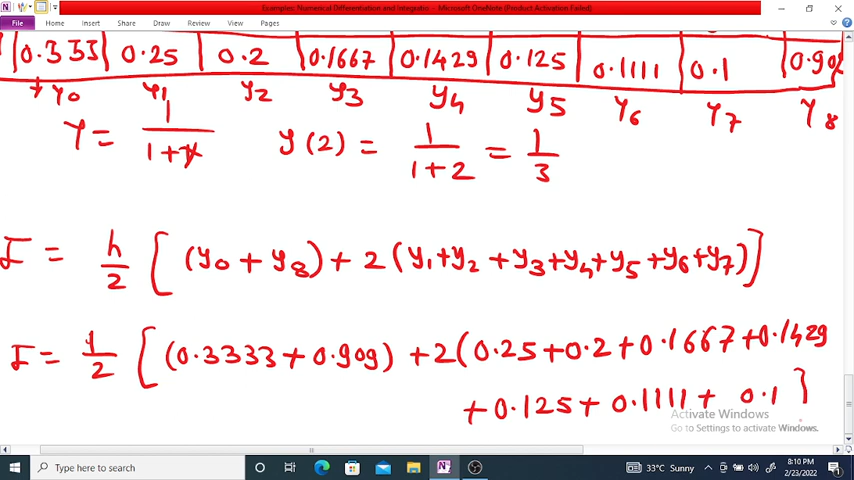 Examples: Numerical Differentiation and Integratio - Microsoft OneNote (Product Activation Failed)
File Home Insert Share Draw Review View Pages
0.333 0.25 0.2 0.1667 0.1429 0.125 0.1111 0.1 0.90
y0 y1 y2 y3 y4 y5 y6 y7 y8
y = 1/(1+x) y(2) = 1/(1+2) = 1/3
I = h/2 [(y0 + y8) + 2(y1+y2+y3+y4+y5+y6+y7)]
I = 1/2 [(0.3333+0.909) +2(0.25+0.2+0.1667+0.1429
+0.125+0.1111+ 0.1]
Activate Windows
Go to Settings to activate Windows.
Type here to search
33°C Sunny
8:10 PM
2/23/2022